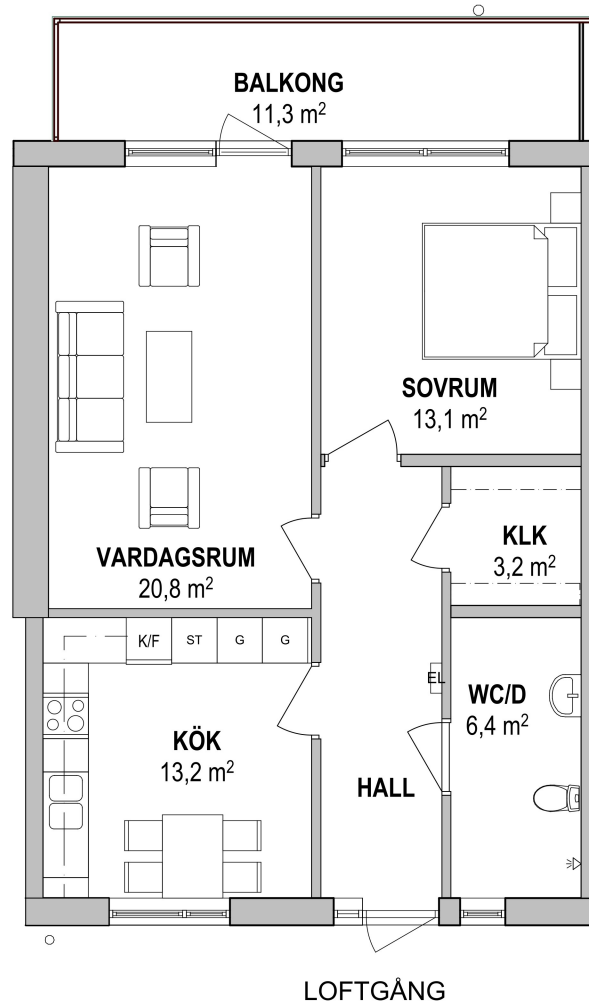 BALKONG
11,3 m²
SOVRUM
13,1 m²
VARDAGSRUM
20,8 m²
KLK
3,2 m²
K/F ST G G
EL
WC/D
6,4 m²
KÖK
13,2 m²
HALL
LOFTGÅNG